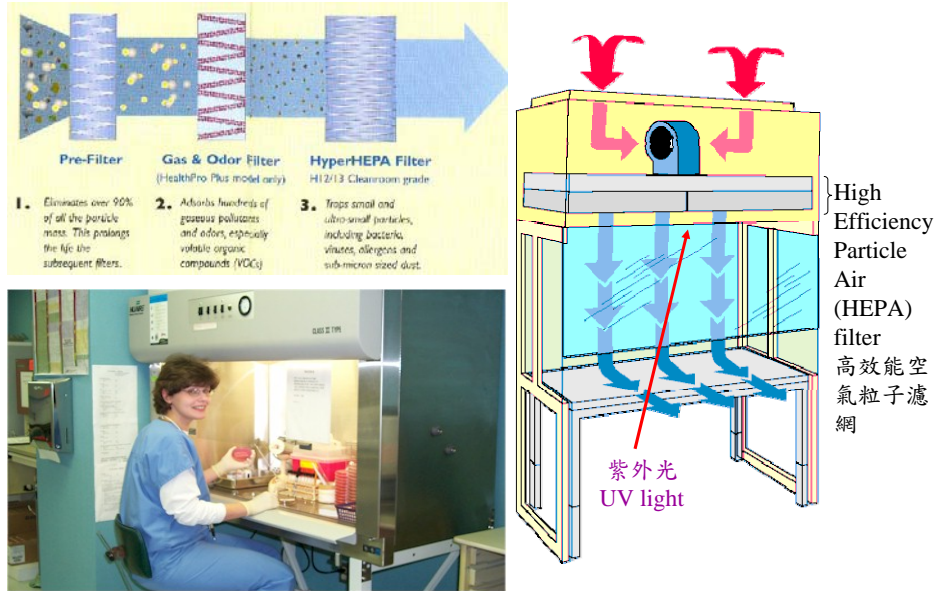 Pre-Filter
1. Eliminates over 90%
of all the particle
mass. This prolongs
the life the
subsequent filters.
Gas & Odor Filter
(HealthPro Plus model only)
2. Adsorbs hundreds of
gaseous pollutants
and odors, especially
volatile organic
compounds (VOCs)
HyperHEPA Filter
H12/13 Cleanroom grade
3. Traps small and
ultra-small particles,
including bacteria,
viruses, allergens and
sub-micron sized dust.
CLASS II TYPE
High
Efficiency
Particle
Air
(HEPA)
filter
高效能空
氣粒子濾
網
紫外光
UV light